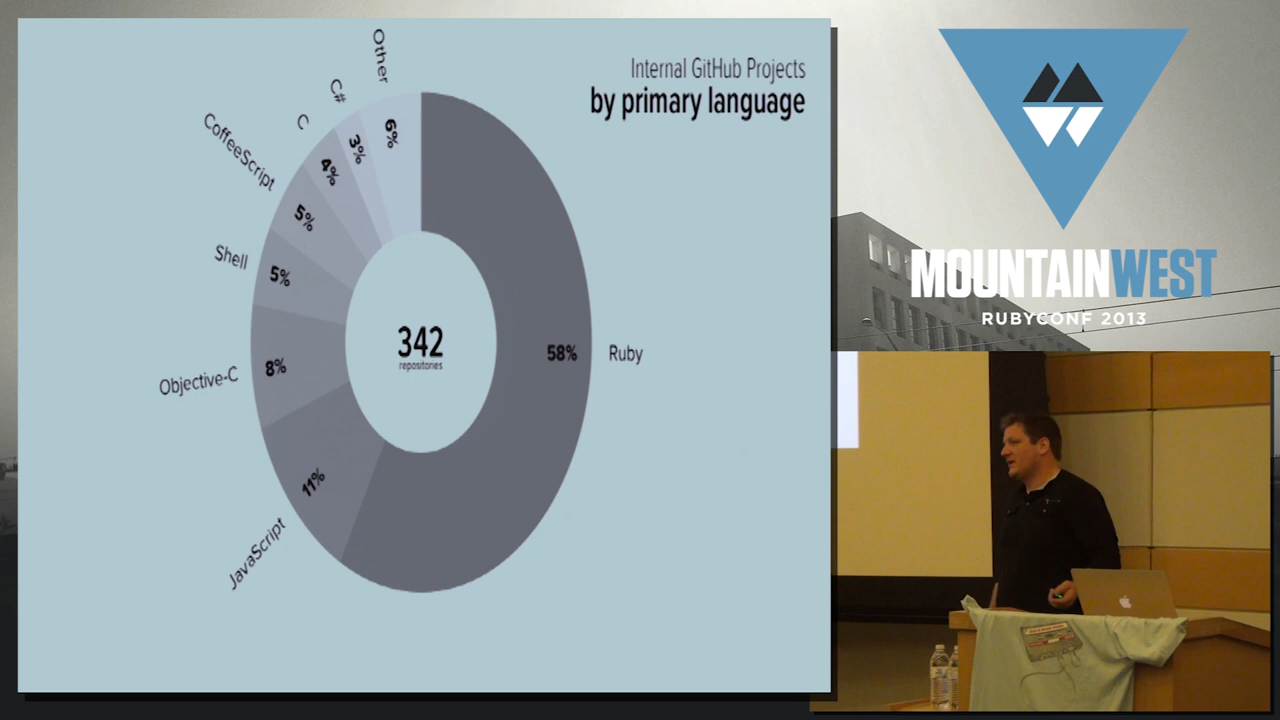 Internal GitHub Projects
by primary language
Other
6%
C#
3%
C
4%
CoffeeScript
5%
Shell
5%
Objective-C
8%
JavaScript
11%
58%
Ruby
342
repositories
MOUNTAINWEST
RUBYCONF 2013